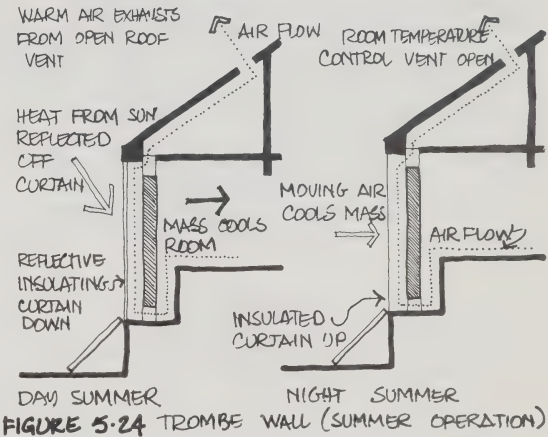 WARM AIR EXHAUSTS
FROM OPEN ROOF
VENT
AIR FLOW
HEAT FROM SUN
REFLECTED
OFF
CURTAIN
MASS COOLS
ROOM
REFLECTIVE
INSULATING
CURTAIN
DOWN
DAY SUMMER
ROOM TEMPERATURE
CONTROL VENT OPEN
MOVING AIR
COOLS MASS
AIR FLOWS
INSULATED
CURTAIN UP
NIGHT SUMMER
FIGURE 5·24 TROMBE WALL (SUMMER OPERATION)